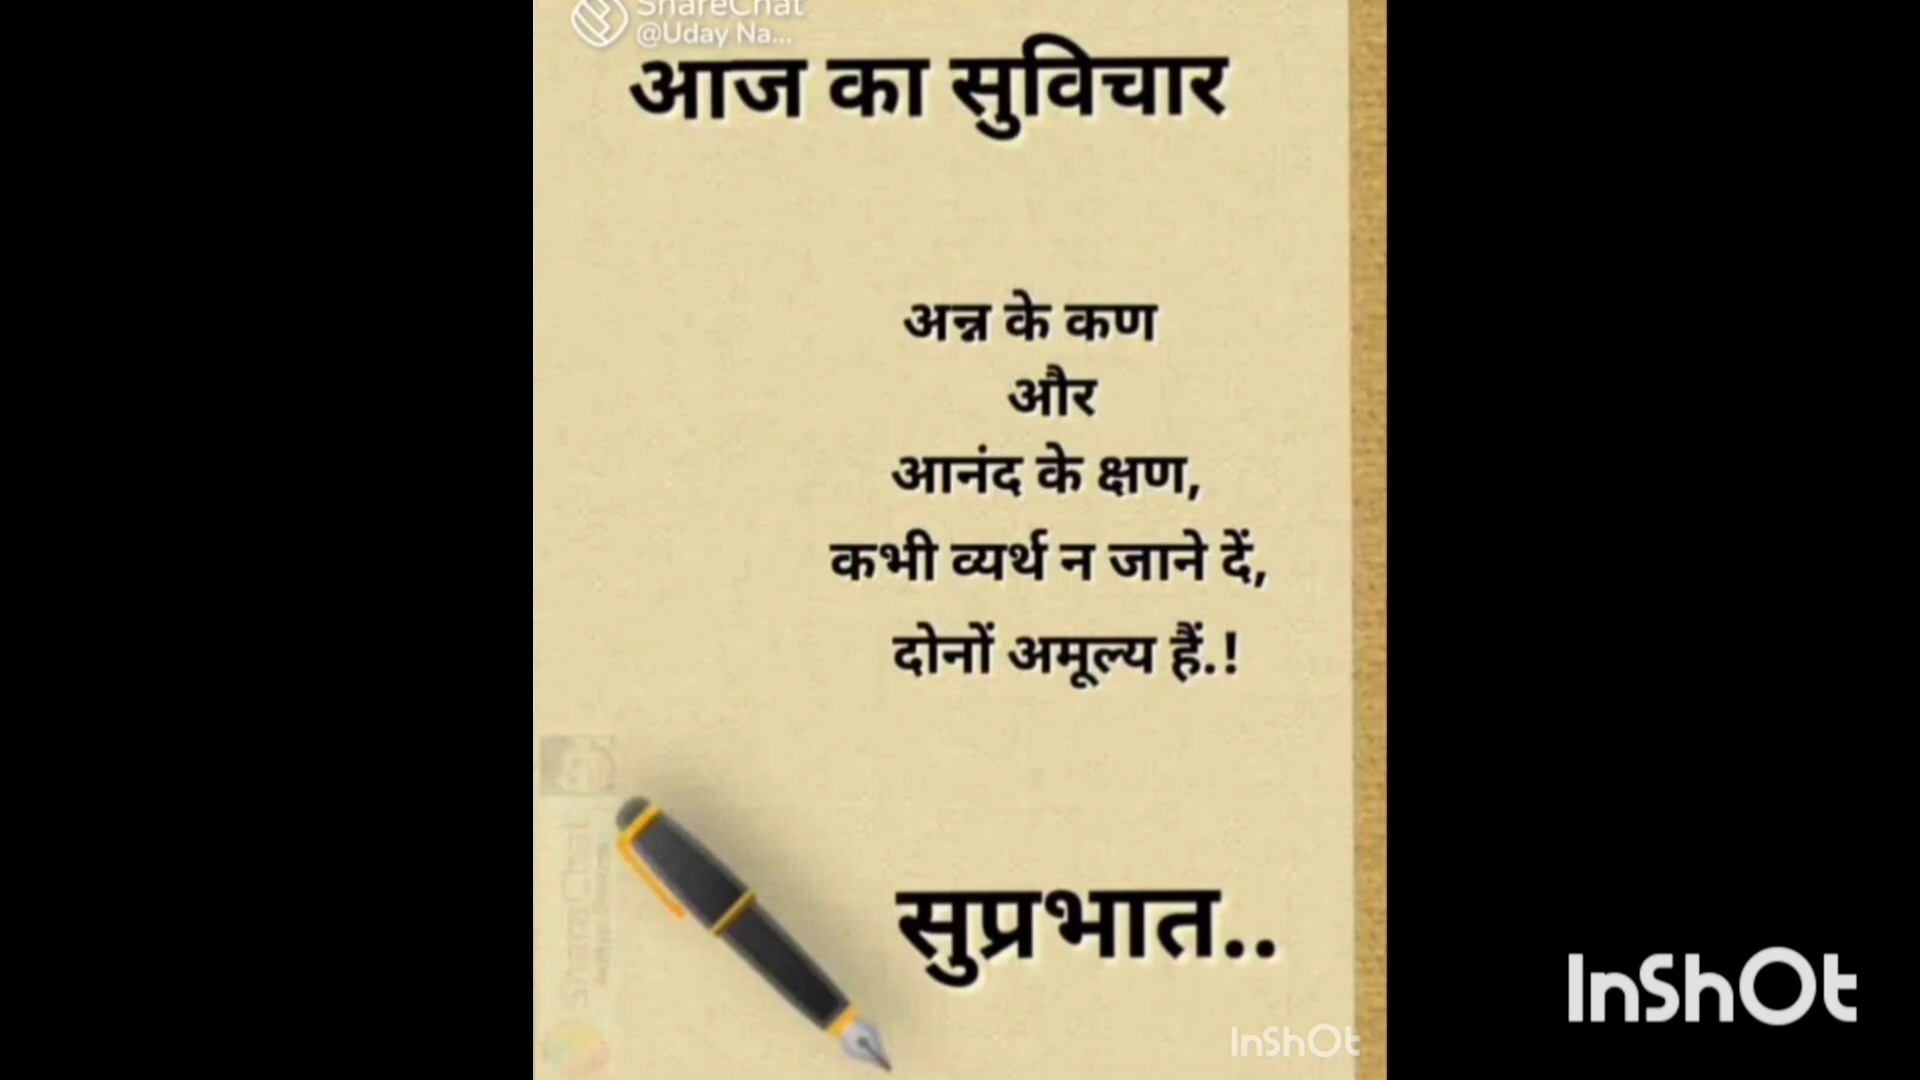 ShareChat
@Uday Na...
आज का सुविचार
अन्न के कण
और
आनंद के क्षण,
कभी व्यर्थ न जाने दें,
दोनों अमूल्य हैं.!
सुप्रभात..
InShOt
InShOt